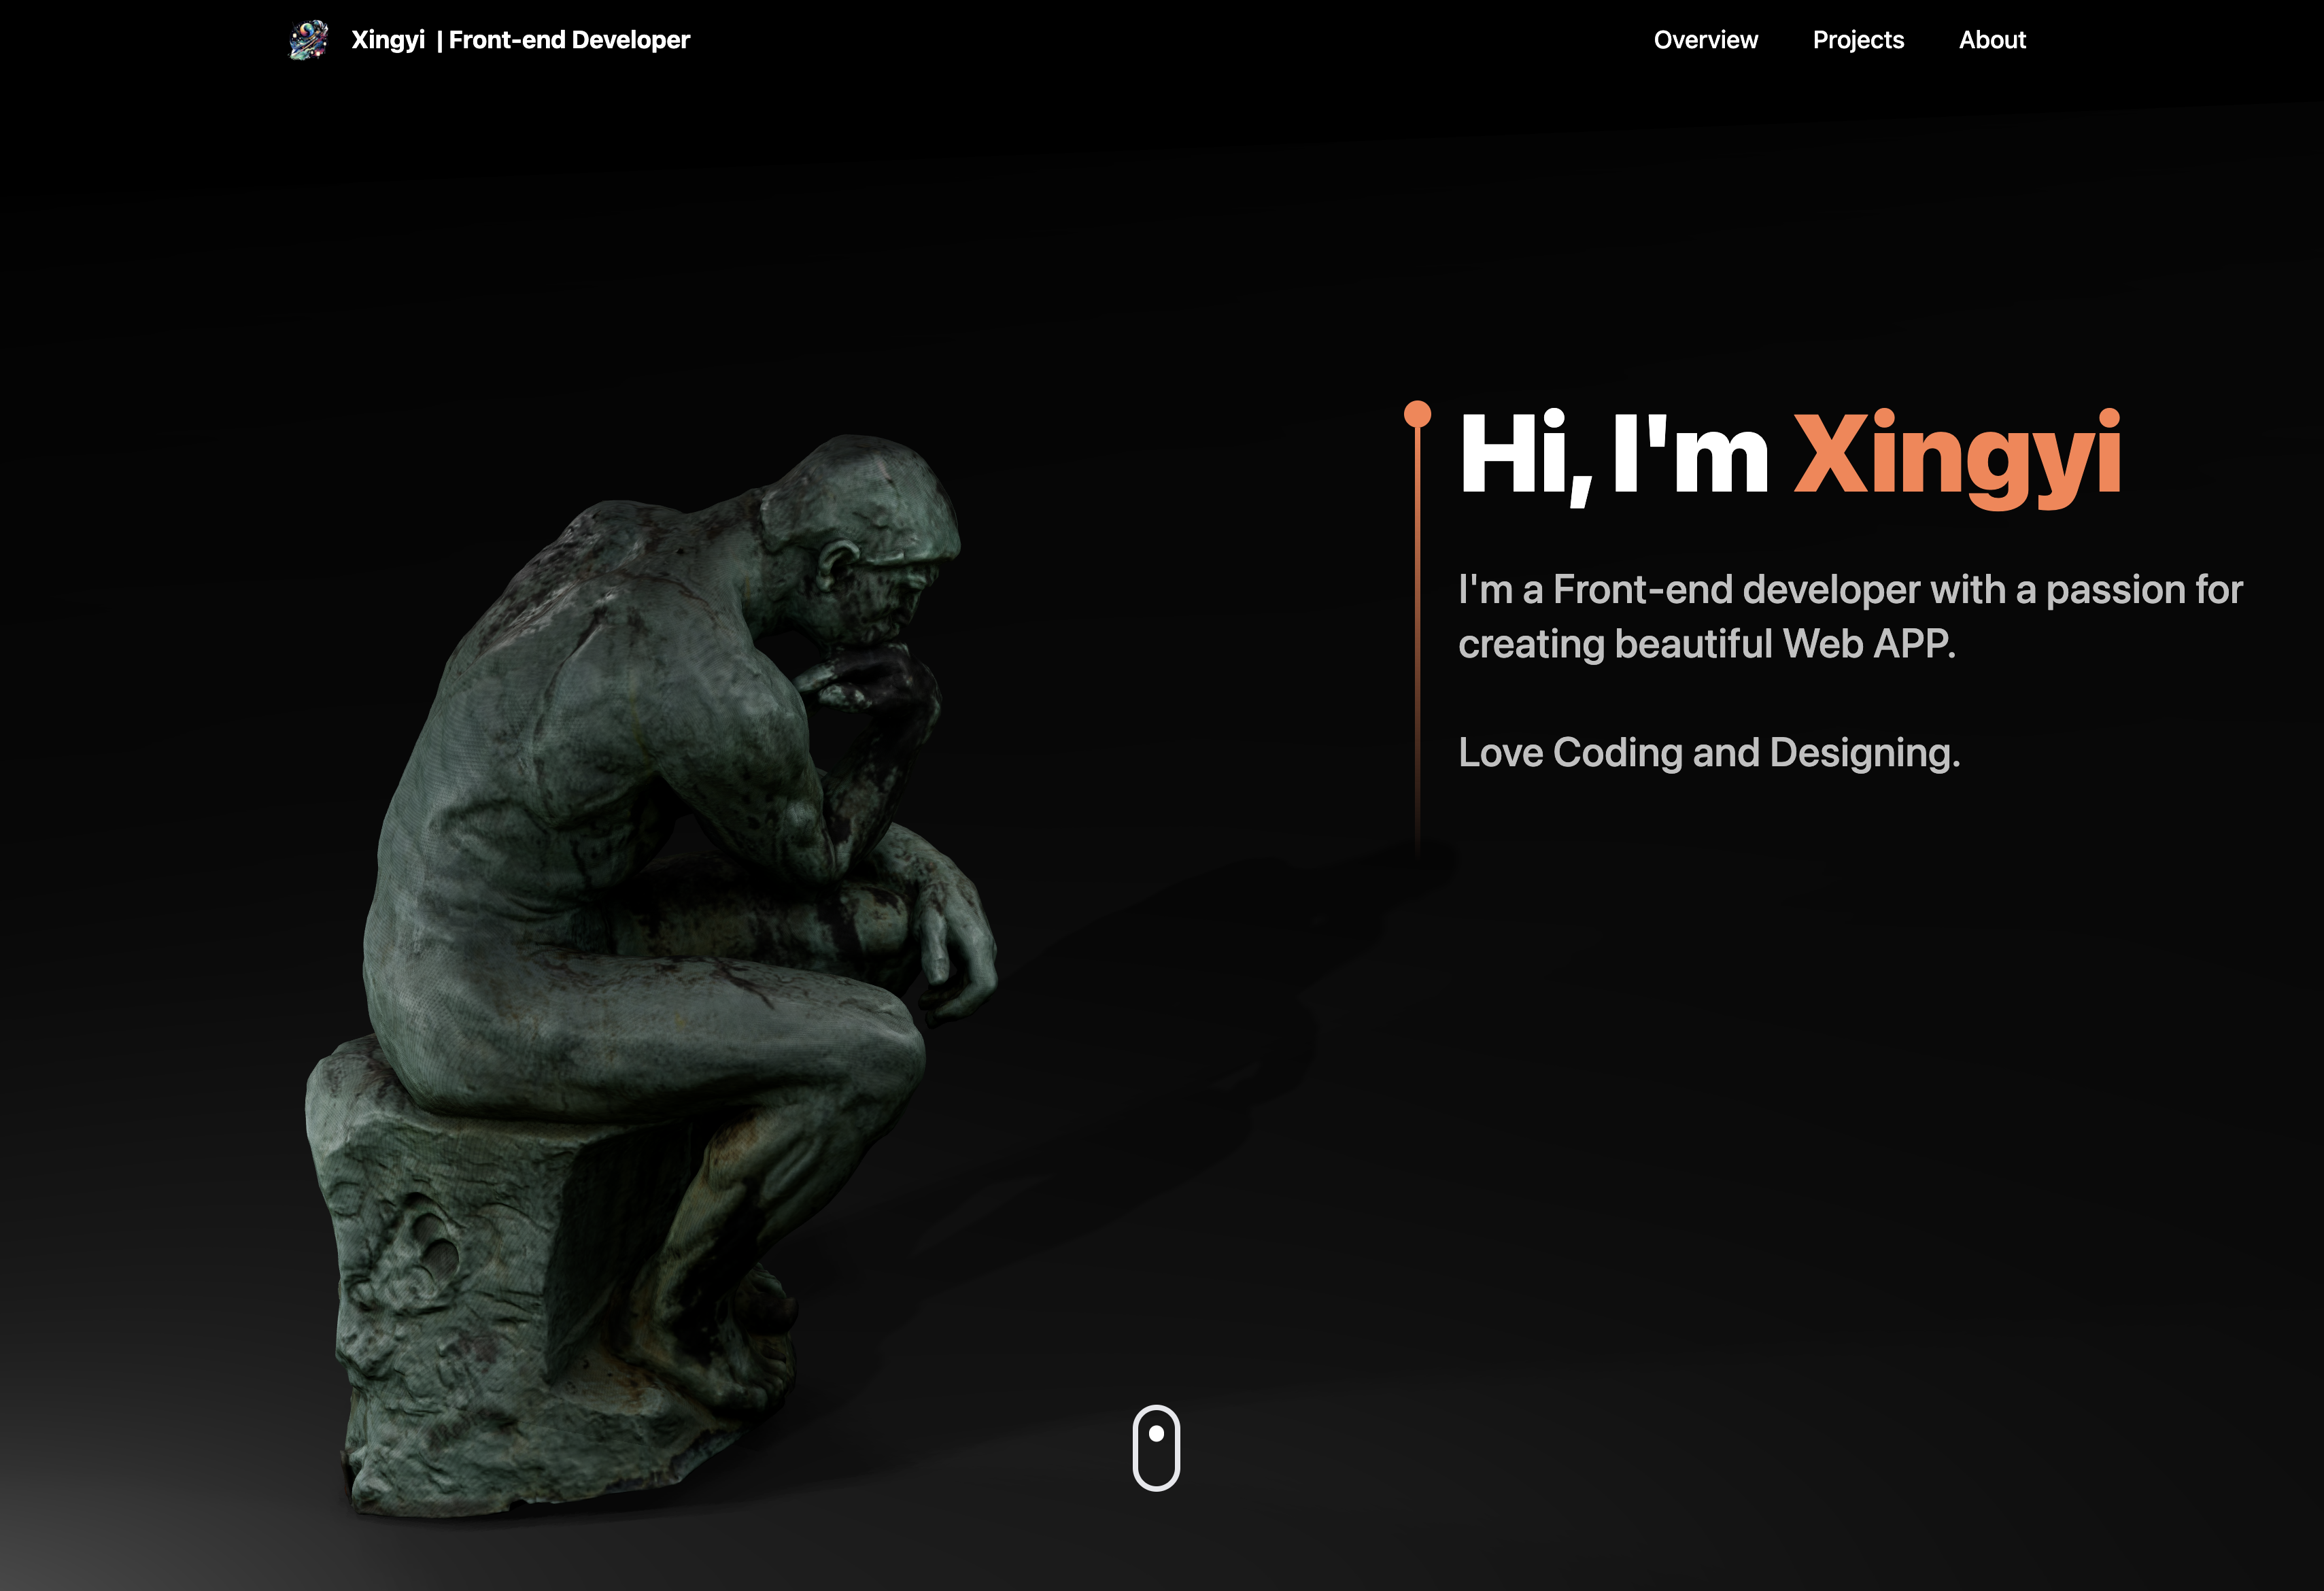 Xingyi | Front-end Developer
Overview Projects About
Hi, I'm Xingyi
I'm a Front-end developer with a passion for
creating beautiful Web APP.
Love Coding and Designing.